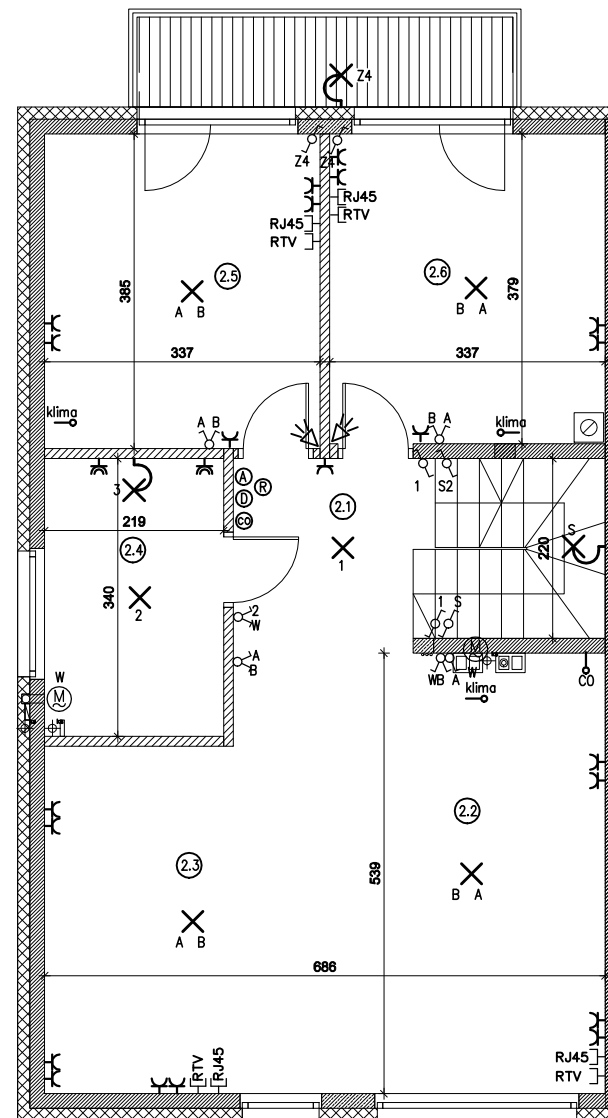 Z4
Z4 Z4
RJ45 RJ45
RTV RTV
2.5 2.6
A B B A
385 379
337 337
klima klima
A B B A
1 S2
3 A R
D
2.1
CO
219
2.4
220
S
1
340
2
2
W
1 S
A
B
W
M
M
W B A W
klima
CO
2.2
2.3
539
B A
A B
686
RTV
RJ45
RJ45
RTV